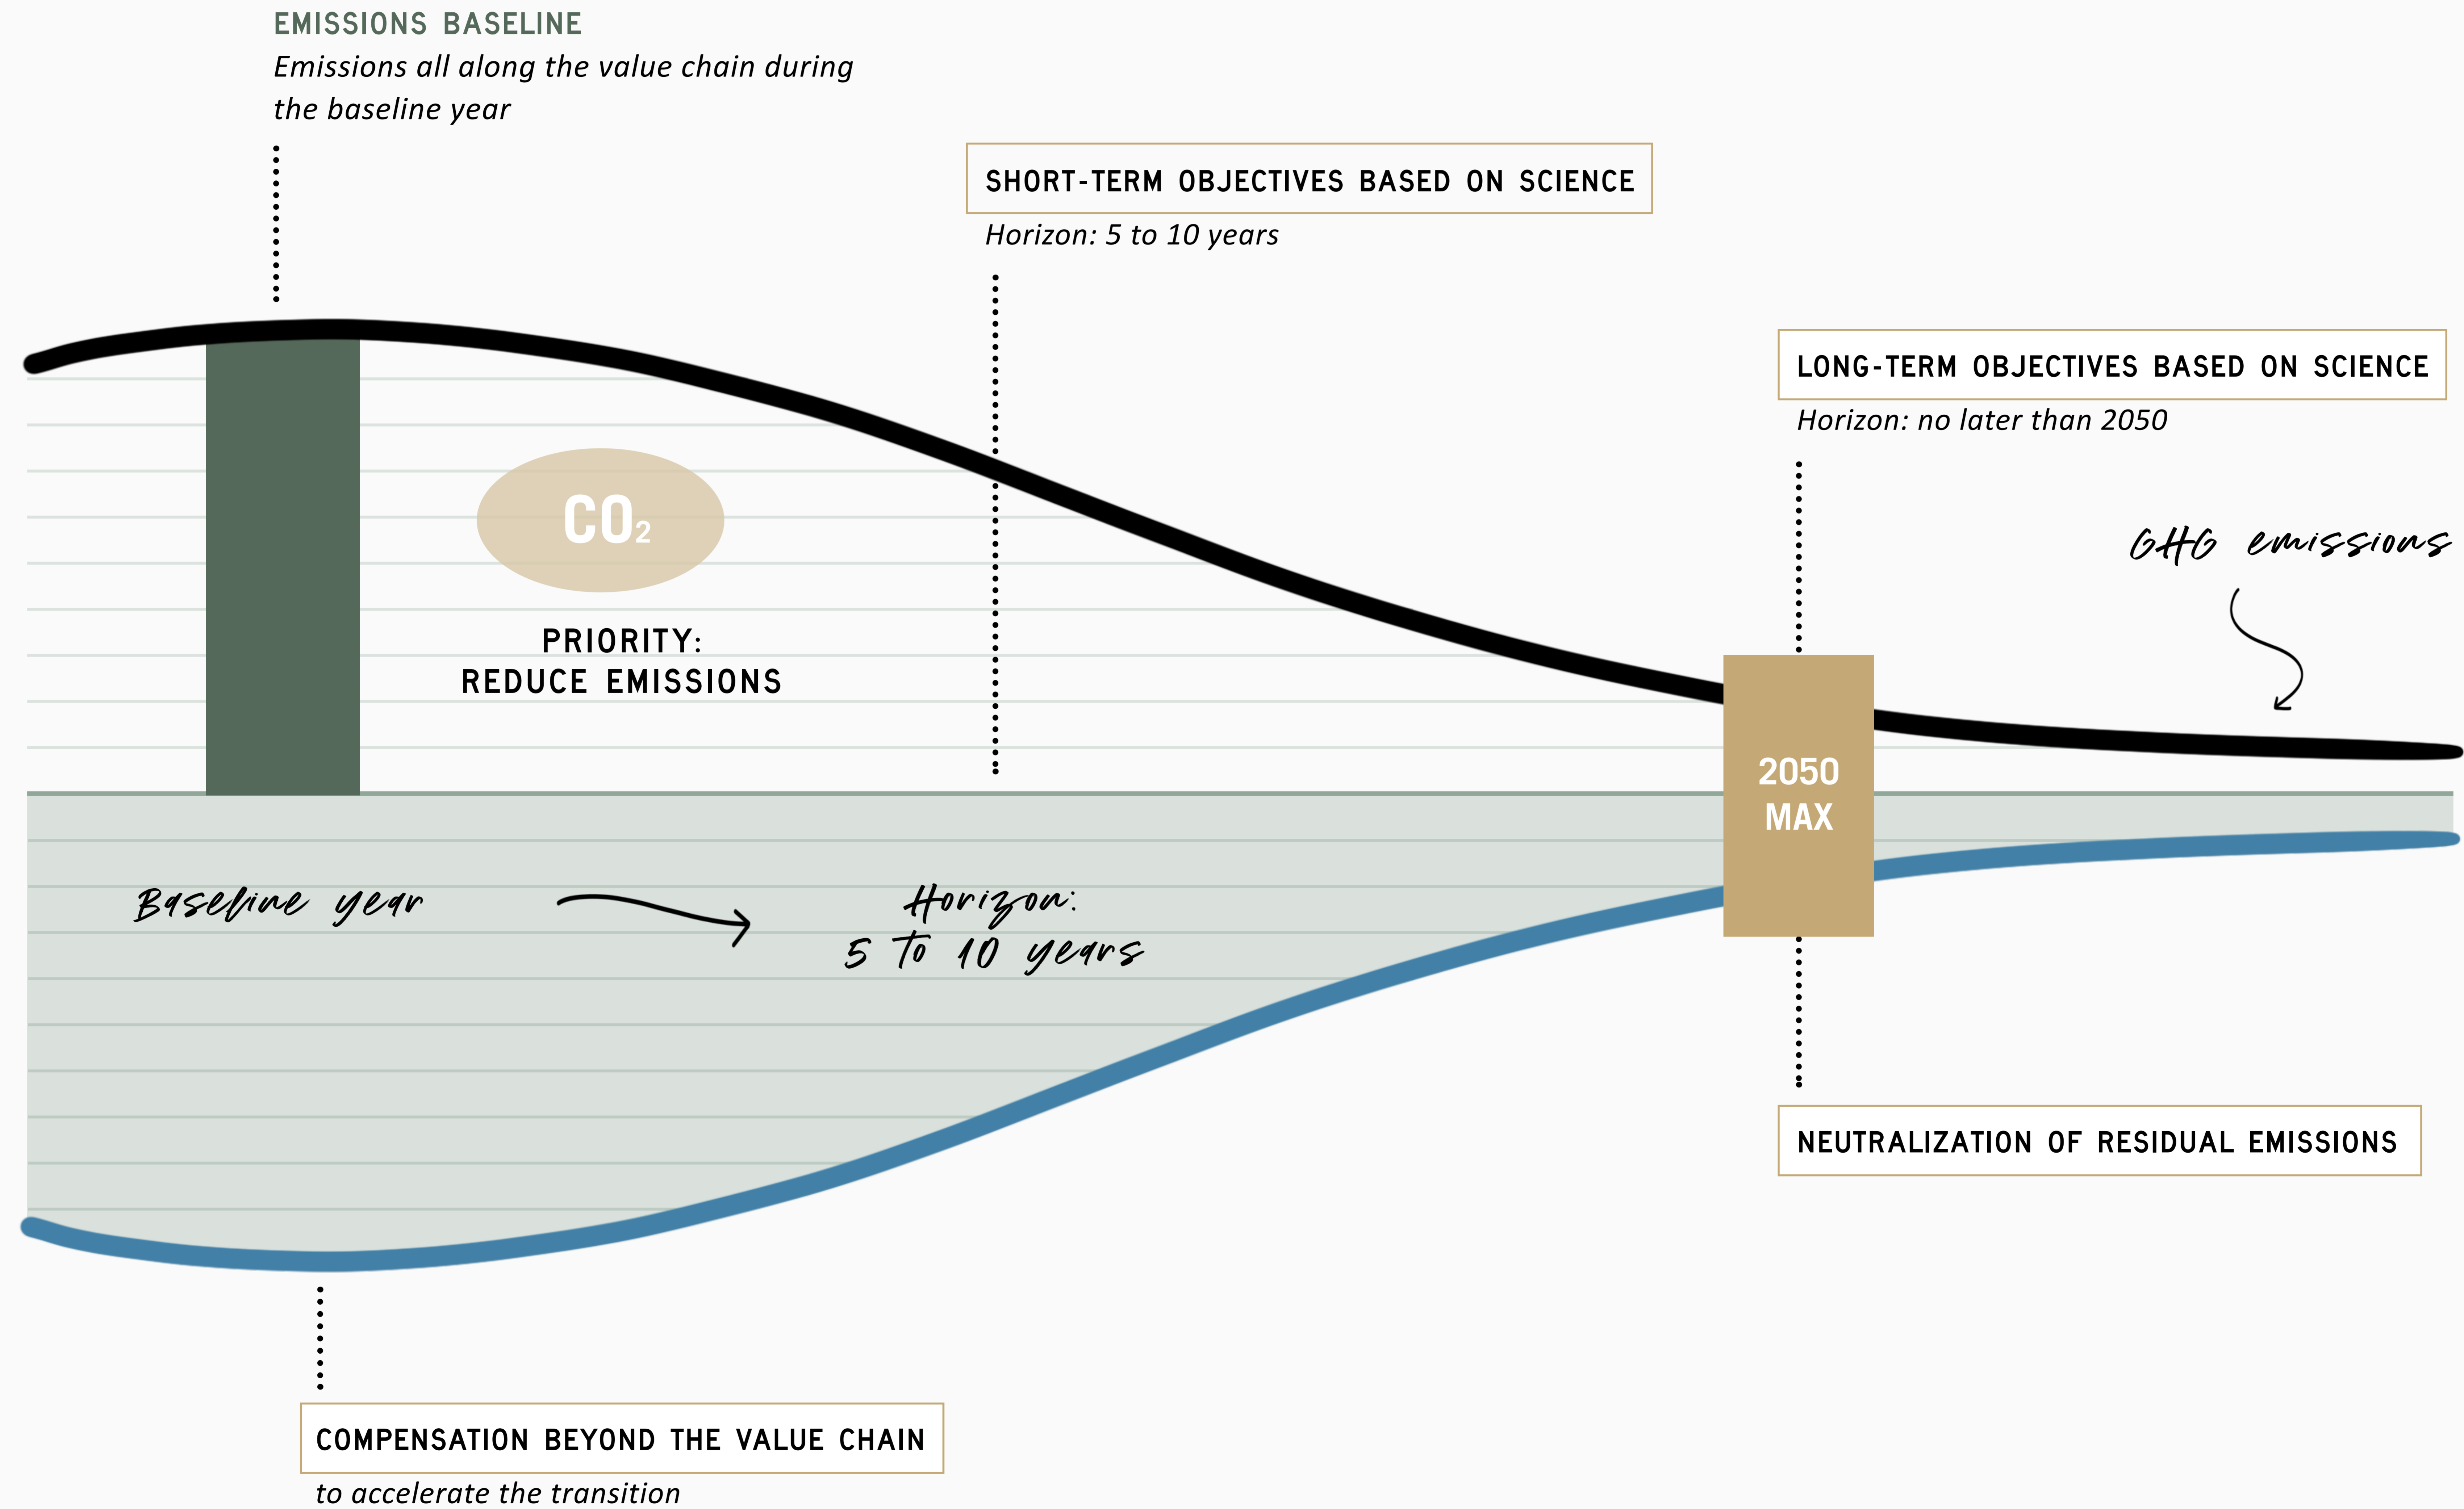 EMISSIONS BASELINE
Emissions all along the value chain during
the baseline year
SHORT-TERM OBJECTIVES BASED ON SCIENCE
Horizon: 5 to 10 years
LONG-TERM OBJECTIVES BASED ON SCIENCE
Horizon: no later than 2050
CO₂
GHG emissions
PRIORITY:
REDUCE EMISSIONS
2050
MAX
Baseline year
Horizon:
5 to 10 years
NEUTRALIZATION OF RESIDUAL EMISSIONS
COMPENSATION BEYOND THE VALUE CHAIN
to accelerate the transition